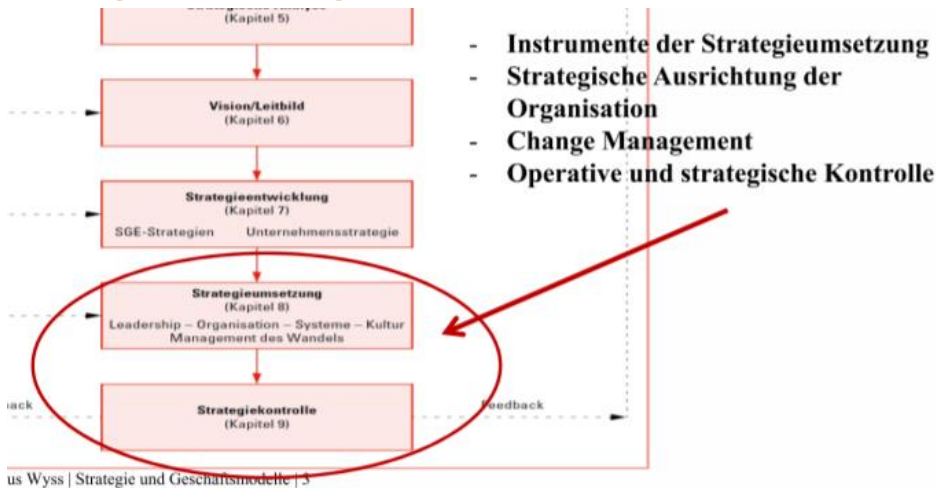 (Kapitel 5)
Vision/Leitbild
(Kapitel 6)
Strategieentwicklung
(Kapitel 7)
SGE-Strategien Unternehmensstrategie
Strategieumsetzung
(Kapitel 8)
Leadership – Organisation – Systeme – Kultur
Management des Wandels
Strategiekontrolle
(Kapitel 9)
Feedback
- Instrumente der Strategieumsetzung
- Strategische Ausrichtung der
Organisation
- Change Management
- Operative und strategische Kontrolle
us Wyss | Strategie und Geschäftsmodelle | 3